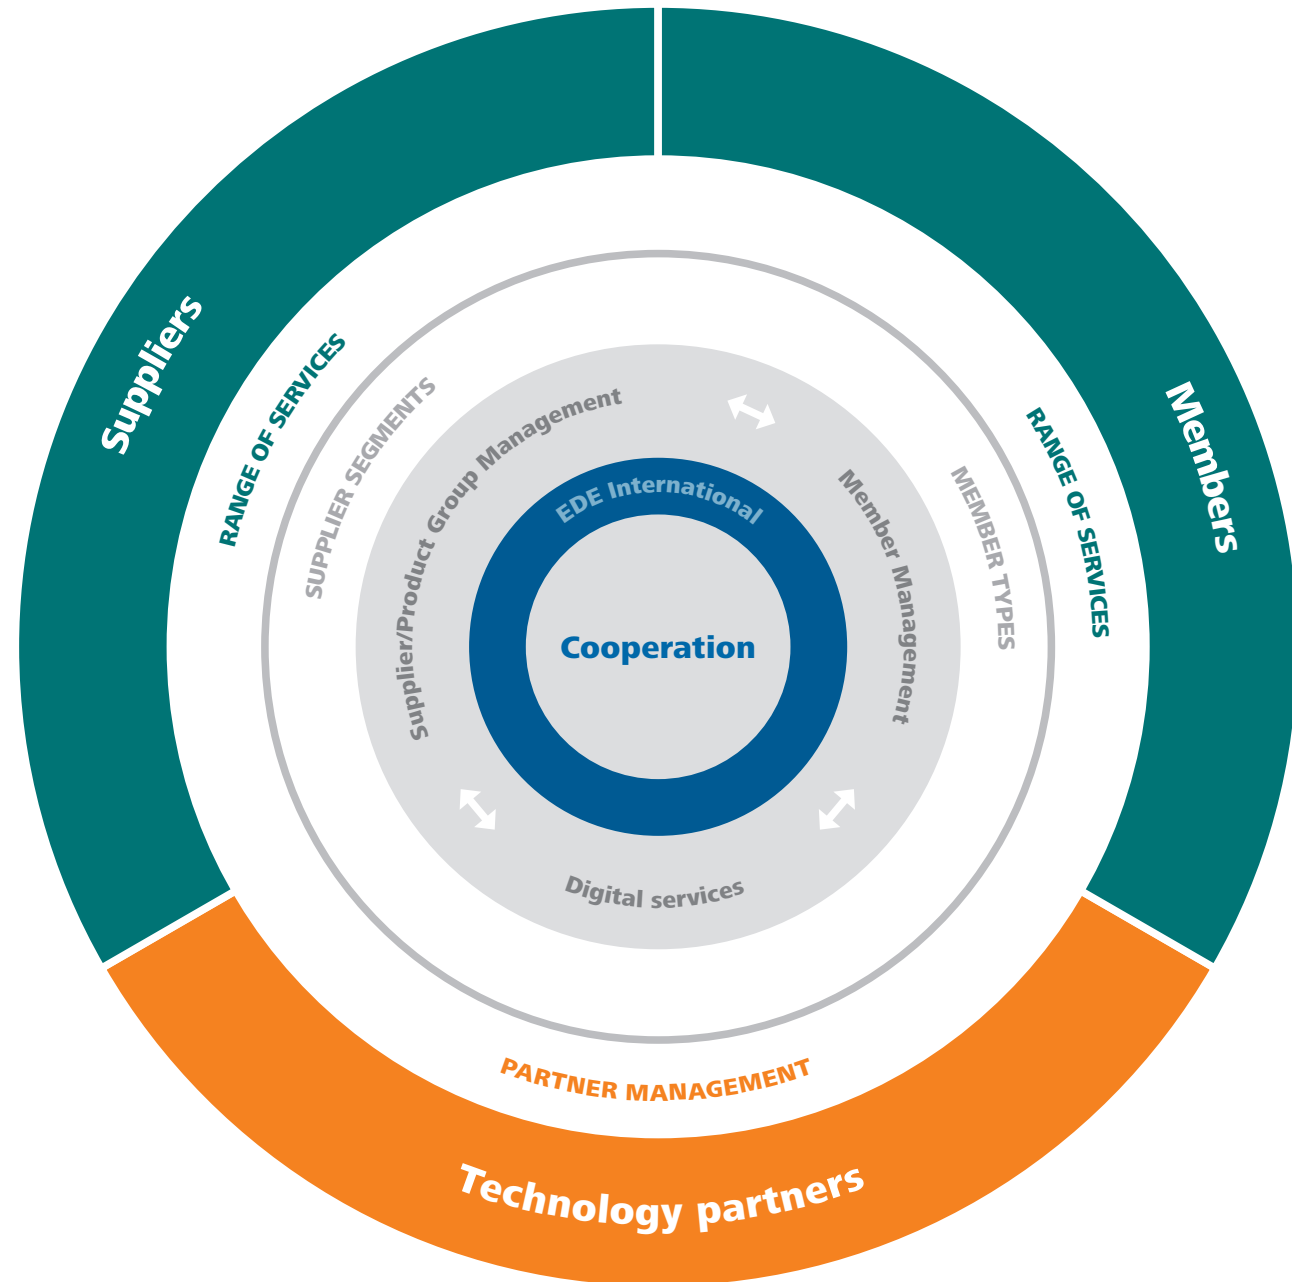 Suppliers
Members
RANGE OF SERVICES
RANGE OF SERVICES
SUPPLIER SEGMENTS
MEMBER TYPES
Supplier/Product Group Management
Member Management
EDE International
Cooperation
Digital services
PARTNER MANAGEMENT
Technology partners